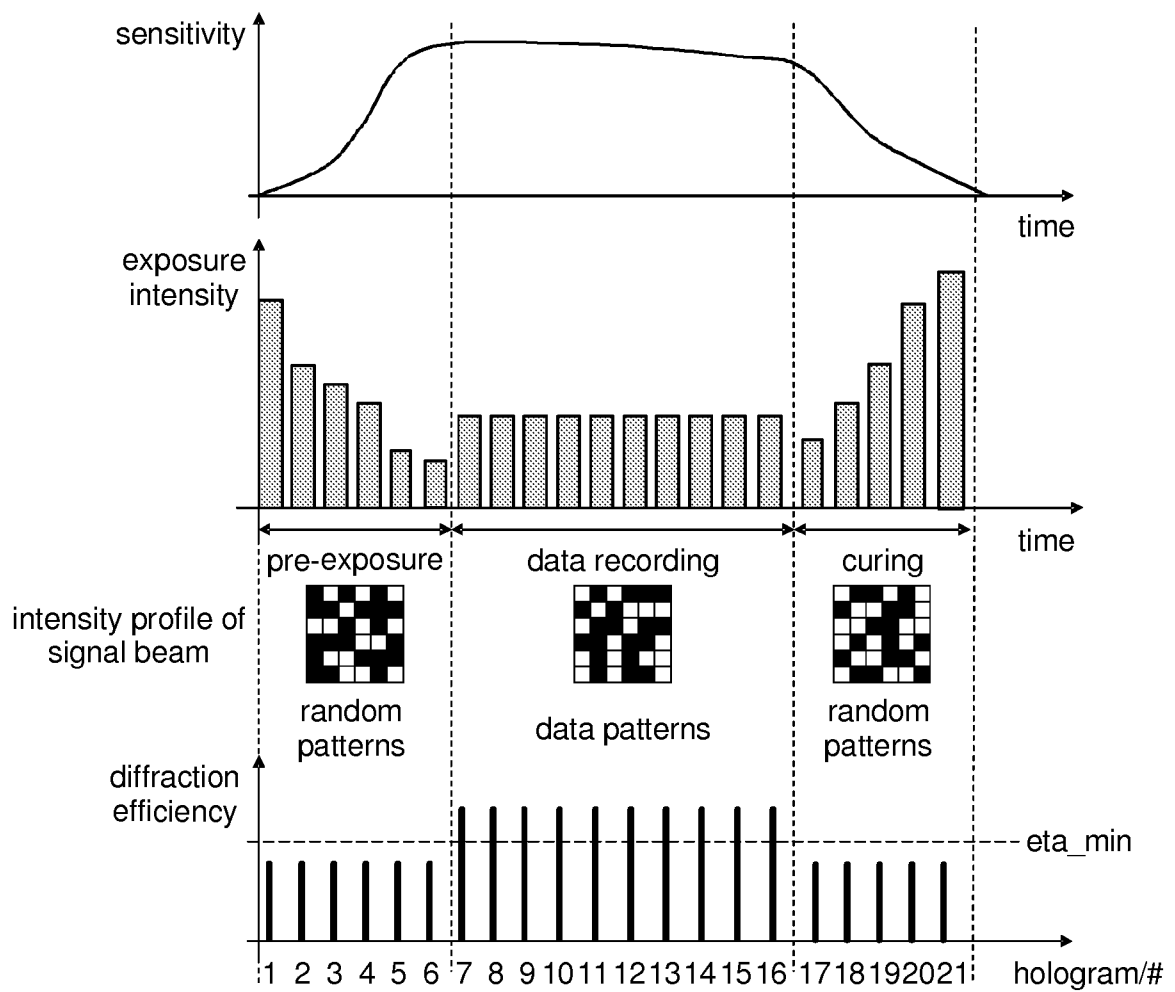 sensitivity
time
exposure
intensity
time
pre-exposure
data recording
curing
intensity profile of
signal beam
random
patterns
data patterns
random
patterns
diffraction
efficiency
eta_min
1 2 3 4 5 6 7 8 9 10 11 12 13 14 15 16 17 18 19 20 21 hologram/#